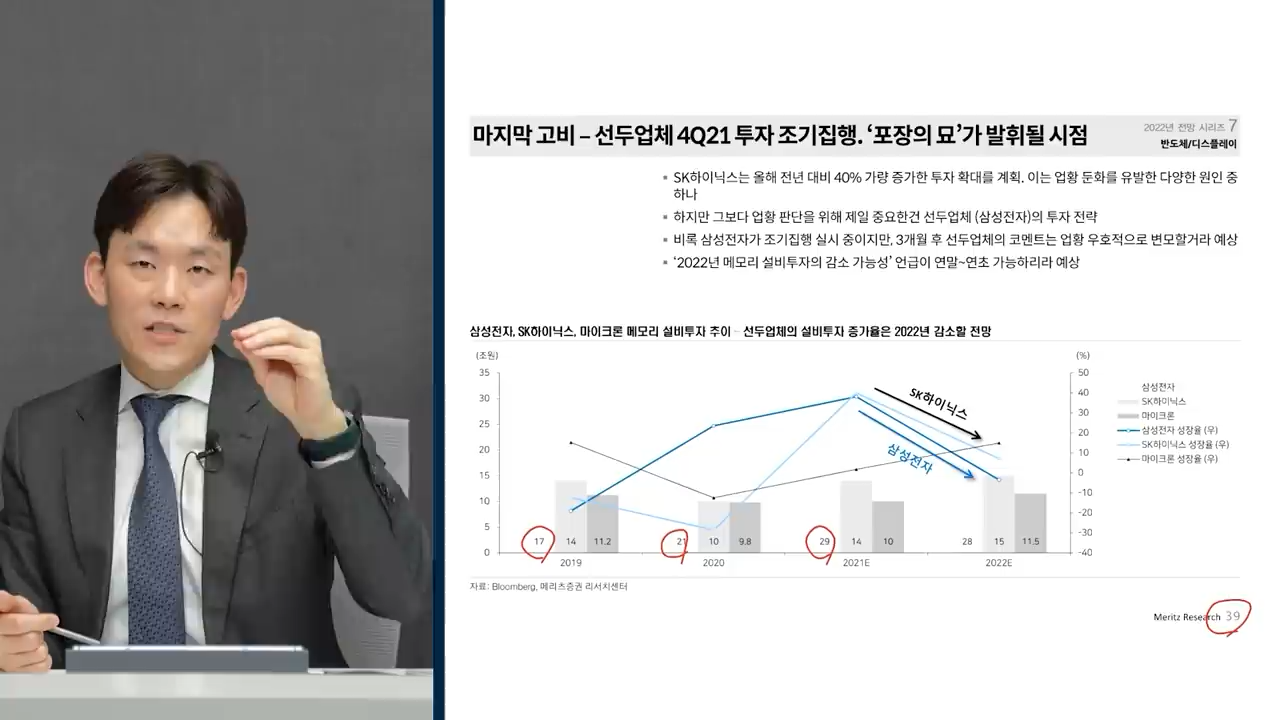 마지막 고비 – 선두업체 4Q21 투자 조기집행. ‘포장의 묘’가 발휘될 시점
2022년 전망 시리즈 7
반도체/디스플레이
▪ SK하이닉스는 올해 전년 대비 40% 가량 증가한 투자 확대를 계획. 이는 업황 둔화를 유발한 다양한 원인 중
하나
▪ 하지만 그보다 업황 판단을 위해 제일 중요한건 선두업체 (삼성전자)의 투자 전략
▪ 비록 삼성전자가 조기집행 실시 중이지만, 3개월 후 선두업체의 코멘트는 업황 우호적으로 변모할거라 예상
▪ ‘2022년 메모리 설비투자의 감소 가능성’ 언급이 연말~연초 가능하리라 예상
삼성전자, SK하이닉스, 마이크론 메모리 설비투자 추이 – 선두업체의 설비투자 증가율은 2022년 감소할 전망
(조원)
(%)
35
30
25
20
15
10
5
0
50
40
30
20
10
0
-10
-20
-30
-40
SK하이닉스
삼성전자
17 14 11.2
21 10 9.8
29 14 10
28 15 11.5
2019 2020 2021E 2022E
삼성전자
SK하이닉스
마이크론
삼성전자 성장율 (우)
SK하이닉스 성장율 (우)
마이크론 성장율 (우)
자료: Bloomberg, 메리츠증권 리서치센터
Meritz Research 39